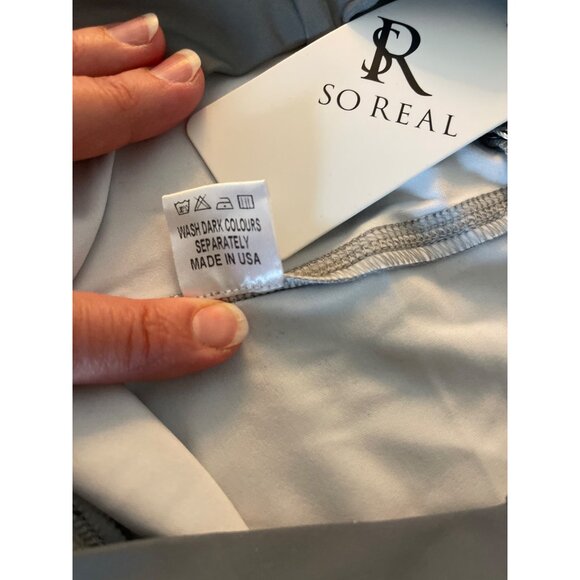 SR
SO REAL
WASH DARK COLOURS
SEPARATELY
MADE IN USA